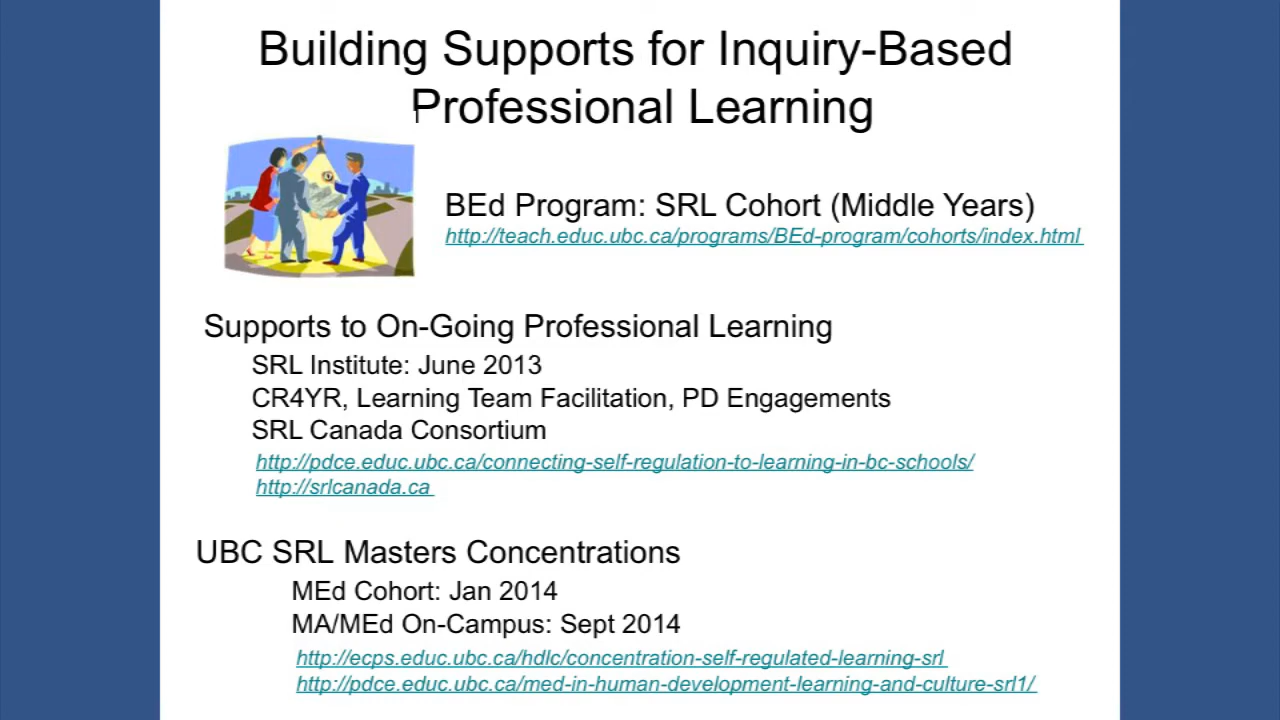 Building Supports for Inquiry-Based
Professional Learning
BEd Program: SRL Cohort (Middle Years)
http://teach.educ.ubc.ca/programs/BEd-program/cohorts/index.html
Supports to On-Going Professional Learning
SRL Institute: June 2013
CR4YR, Learning Team Facilitation, PD Engagements
SRL Canada Consortium
http://pdce.educ.ubc.ca/connecting-self-regulation-to-learning-in-bc-schools/
http://srlcanada.ca
UBC SRL Masters Concentrations
MEd Cohort: Jan 2014
MA/MEd On-Campus: Sept 2014
http://ecps.educ.ubc.ca/hdlc/concentration-self-regulated-learning-srl
http://pdce.educ.ubc.ca/med-in-human-development-learning-and-culture-srl1/